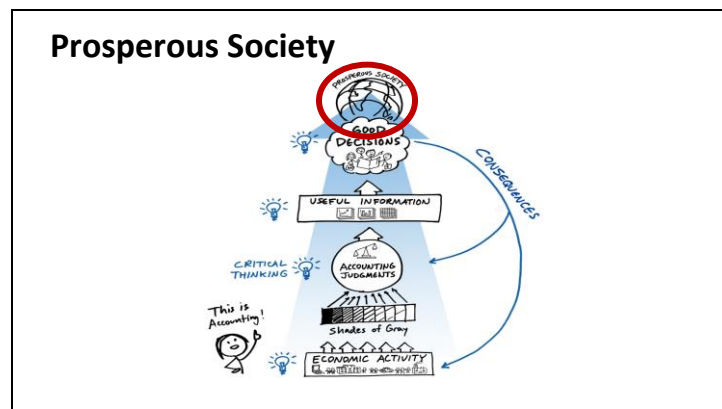 Prosperous Society
PROSPEROUS SOCIETY
GOOD
DECISIONS
CONSEQUENCES
USEFUL INFORMATION
CRITICAL
THINKING
ACCOUNTING
JUDGMENTS
This is
Accounting!
Shades of Gray
ECONOMIC ACTIVITY